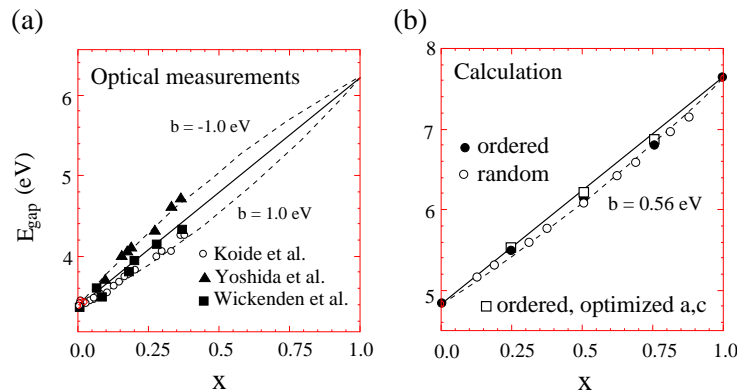 (a)
Optical measurements
b = -1.0 eV
b = 1.0 eV
Koide et al.
Yoshida et al.
Wickenden et al.
E_gap (eV)
6
5
4
3
0.0
0.25
0.5
0.75
1.0
x
(b)
Calculation
ordered
random
b = 0.56 eV
ordered, optimized a,c
8
7
6
5
0.0
0.25
0.5
0.75
1.0
x